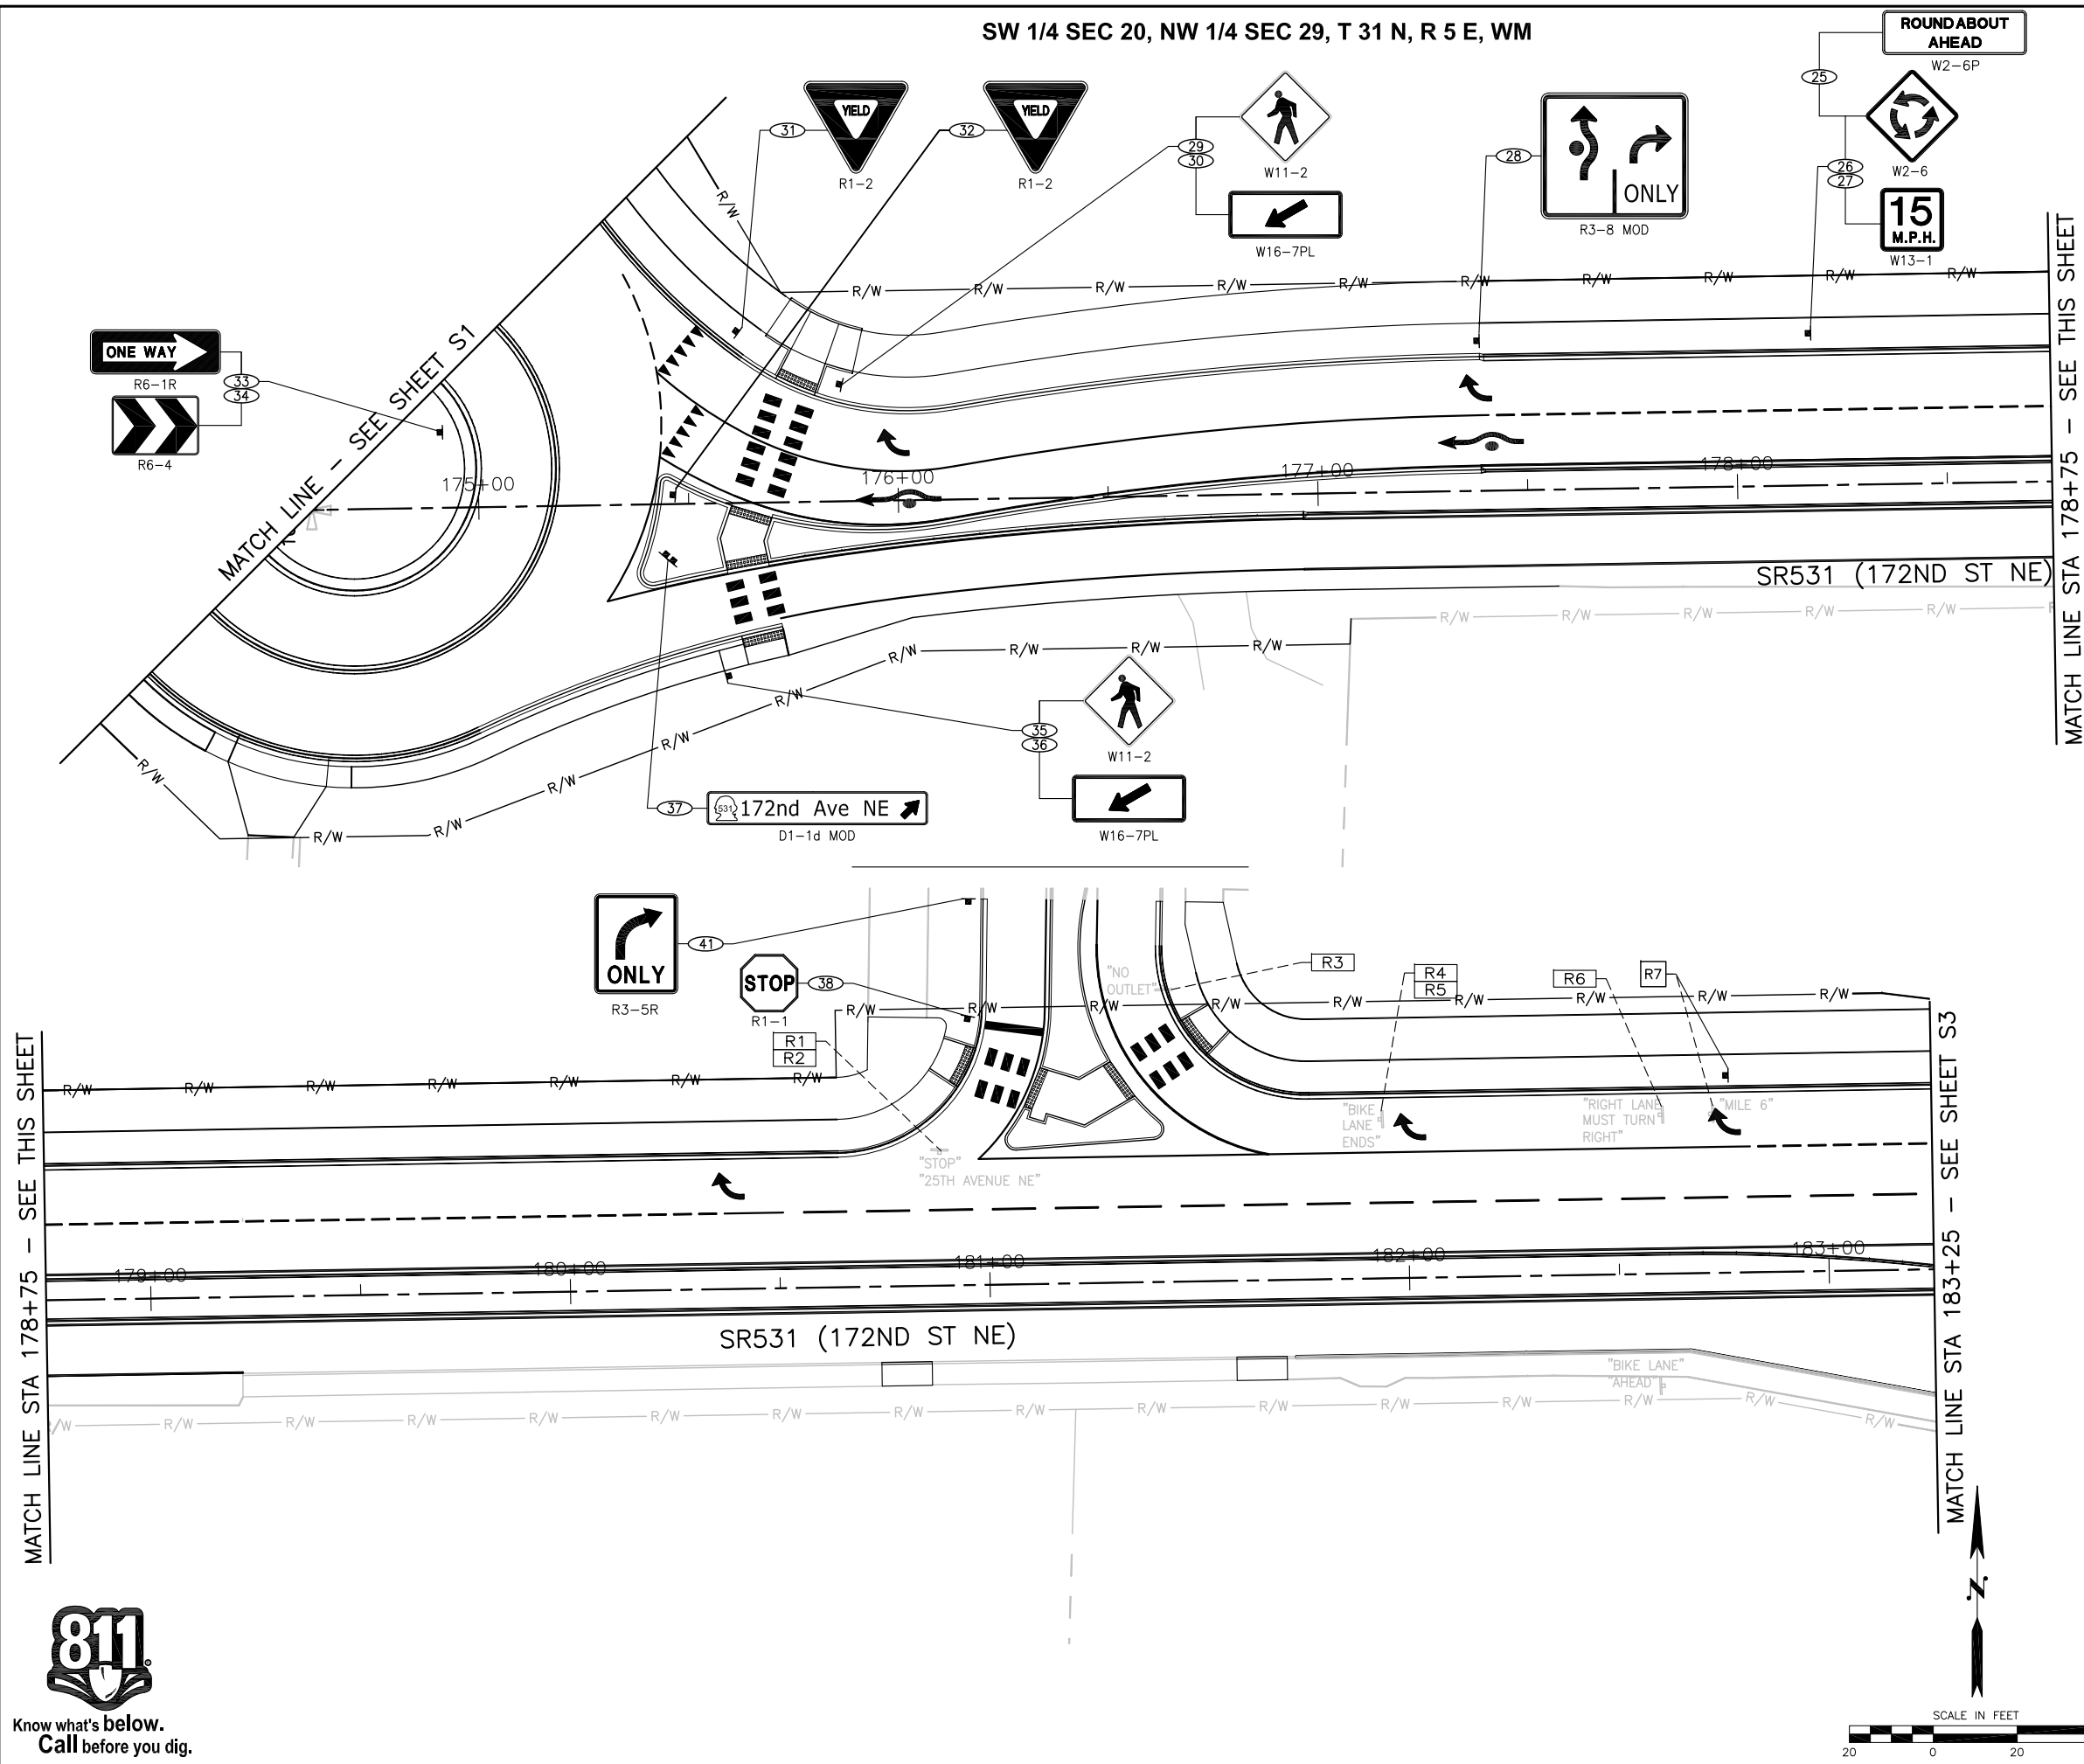 SW 1/4 SEC 20, NW 1/4 SEC 29, T 31 N, R 5 E, WM
ROUNDABOUT
AHEAD
W2-6P
25
YIELD
R1-2
31
YIELD
R1-2
32
29
30
W11-2
W16-7PL
28
ONLY
R3-8 MOD
26
27
W2-6
15
M.P.H.
W13-1
ONE WAY
R6-1R
33
34
R6-4
MATCH LINE - SEE SHEET S1
R/W
R/W R/W R/W R/W R/W R/W R/W R/W R/W R/W
175+00
176+00
177+00
178+00
MATCH LINE STA 178+75 - SEE THIS SHEET
SR531 (172ND ST NE)
R/W R/W R/W R/W R/W
R/W R/W R/W R/W
R/W
R/W
R/W
R/W
R/W
R/W
35
36
W11-2
W16-7PL
37
531 172nd Ave NE
D1-1d MOD
ONLY
R3-5R
41
STOP
R1-1
38
R1
R2
"NO
OUTLET"
R3
R4
R5
R6
R7
R/W R/W R/W R/W R/W R/W R/W R/W R/W
R/W R/W R/W R/W R/W R/W R/W
"STOP"
"25TH AVENUE NE"
"BIKE
LANE
ENDS"
"RIGHT LANE
MUST TURN
RIGHT"
"MILE 6"
MATCH LINE STA 178+75 - SEE THIS SHEET
179+00
180+00
181+00
182+00
183+00
MATCH LINE STA 183+25 - SEE SHEET S3
SR531 (172ND ST NE)
"BIKE LANE"
"AHEAD"
R/W R/W R/W R/W R/W R/W R/W R/W R/W R/W R/W R/W R/W R/W R/W R/W
N
811
Know what's below.
Call before you dig.
SCALE IN FEET
20 0 20